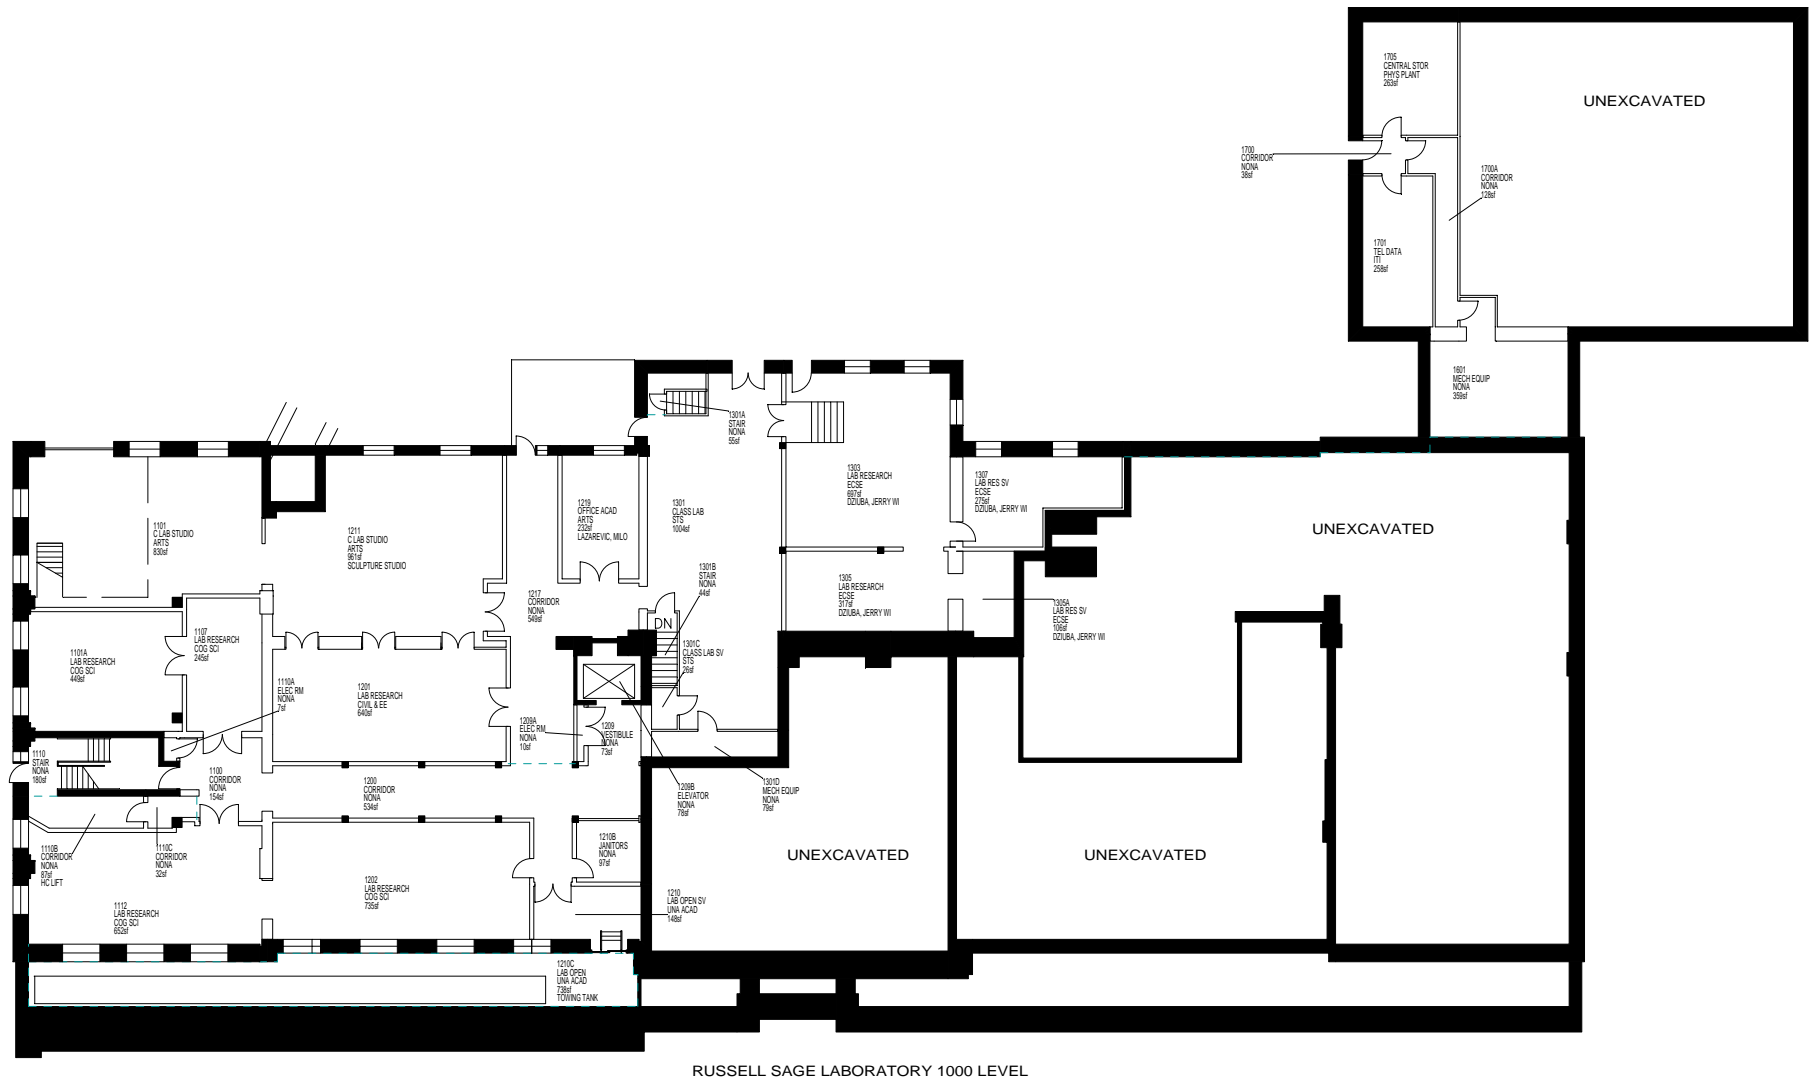 1705
CENTRAL STOR
PHYS PLANT
263sf
UNEXCAVATED
1700
CORRIDOR
NONA
38sf
1700A
CORRIDOR
NONA
128sf
1701
TEL DATA
ITI
258sf
1601
MECH EQUIP
NONA
359sf
1301A
STAIR
NONA
55sf
1303
LAB RESEARCH
ECSE
697sf
DZIUBA, JERRY WI
1307
LAB RES SV
ECSE
275sf
DZIUBA, JERRY WI
UNEXCAVATED
1101
C LAB STUDIO
ARTS
830sf
1211
C LAB STUDIO
ARTS
961sf
SCULPTURE STUDIO
1219
OFFICE ACAD
ARTS
232sf
LAZAREVIC, MILO
1301
CLASS LAB
STS
1004sf
1301B
STAIR
NONA
44sf
1305
LAB RESEARCH
ECSE
317sf
DZIUBA, JERRY WI
1305A
LAB RES SV
ECSE
106sf
DZIUBA, JERRY WI
1217
CORRIDOR
NONA
549sf
DN
1107
LAB RESEARCH
COG SCI
245sf
1101A
LAB RESEARCH
COG SCI
449sf
1301C
CLASS LAB SV
STS
26sf
1110A
ELEC RM
NONA
7sf
1201
LAB RESEARCH
CIVIL & EE
640sf
1209A
ELEC RM
NONA
10sf
1209
VESTIBULE
NONA
73sf
1110
STAIR
NONA
180sf
1100
CORRIDOR
NONA
154sf
1200
CORRIDOR
NONA
534sf
1209B
ELEVATOR
NONA
78sf
1301D
MECH EQUIP
NONA
79sf
1110B
CORRIDOR
NONA
87sf
HC LIFT
1110C
CORRIDOR
NONA
32sf
1210B
JANITORS
NONA
97sf
UNEXCAVATED
UNEXCAVATED
1112
LAB RESEARCH
COG SCI
652sf
1202
LAB RESEARCH
COG SCI
735sf
1210
LAB OPEN SV
UNA ACAD
148sf
1210C
LAB OPEN
UNA ACAD
738sf
TOWING TANK
RUSSELL SAGE LABORATORY 1000 LEVEL